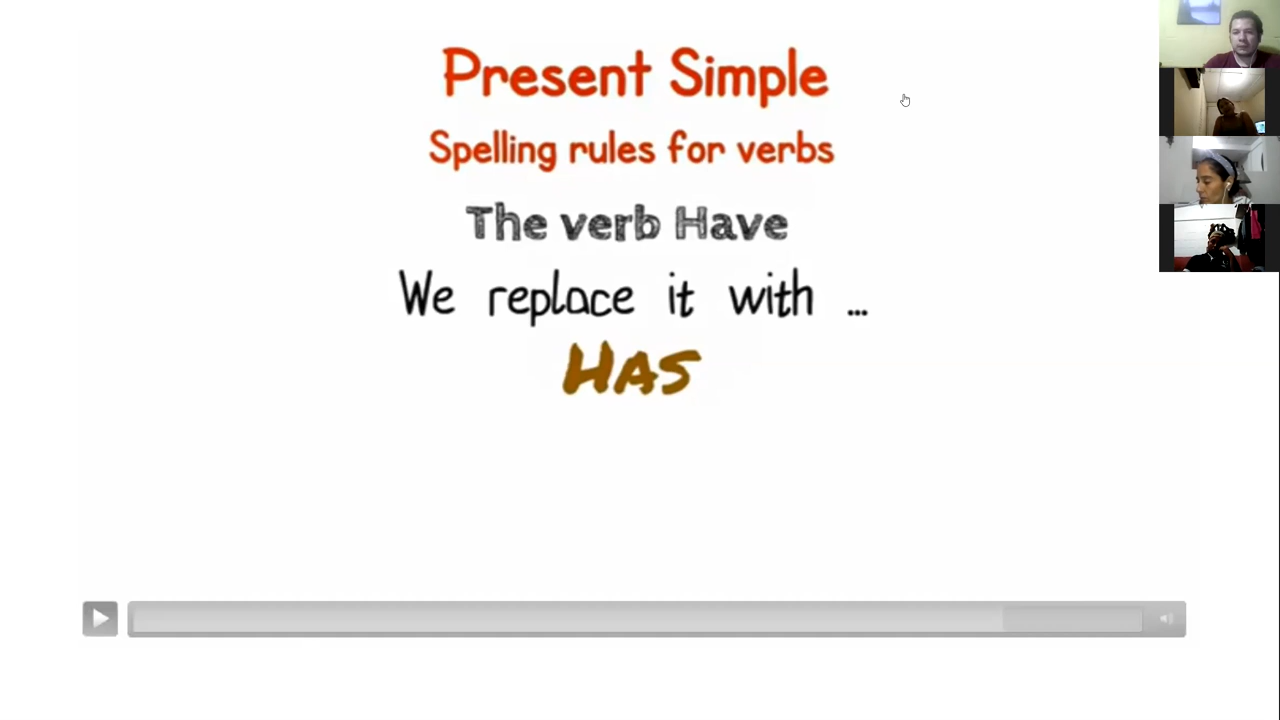 Present Simple
Spelling rules for verbs
The verb Have
We replace it with ...
HAS